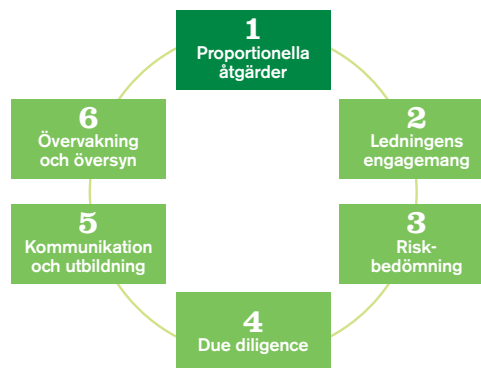 1
Proportionella
åtgärder
2
Ledningens
engagemang
3
Risk-
bedömning
4
Due diligence
5
Kommunikation
och utbildning
6
Övervakning
och översyn